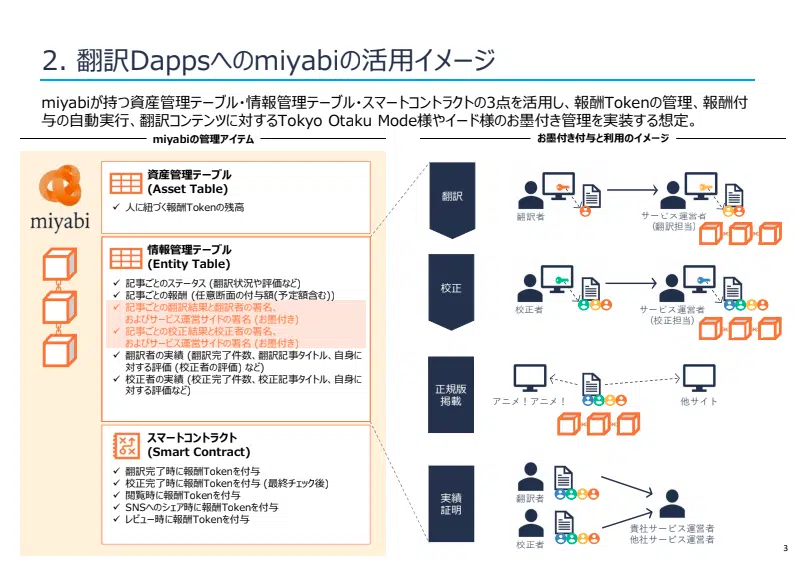 2. 翻訳Dappsへのmiyabiの活用イメージ
miyabiが持つ資産管理テーブル・情報管理テーブル・スマートコントラクトの3点を活用し、報酬Tokenの管理、報酬付
与の自動実行、翻訳コンテンツに対するTokyo Otaku Mode様やイード様のお墨付き管理を実装する想定。
miyabiの管理アイテム
miyabi
資産管理テーブル
(Asset Table)
✓ 人に紐づく報酬Tokenの残高
情報管理テーブル
(Entity Table)
✓ 記事ごとのステータス (翻訳状況や評価など)
✓ 記事ごとの報酬 (任意断面の付与額(予定額含む))
✓ 記事ごとの翻訳結果と翻訳者の署名、
およびサービス運営サイドの署名 (お墨付き)
✓ 記事ごとの校正結果と校正者の署名、
およびサービス運営サイドの署名 (お墨付き)
✓ 翻訳者の実績 (翻訳完了件数、翻訳記事タイトル、自身に
対する評価 (校正者の評価) など)
✓ 校正者の実績 (校正完了件数、校正記事タイトル、自身に
対する評価など)
スマートコントラクト
(Smart Contract)
✓ 翻訳完了時に報酬Tokenを付与
✓ 校正完了時に報酬Tokenを付与 (最終チェック後)
✓ 閲覧時に報酬Tokenを付与
✓ SNSへのシェア時に報酬Tokenを付与
✓ レビュー時に報酬Tokenを付与
お墨付き付与と利用のイメージ
翻訳
翻訳者
サービス運営者
(翻訳担当)
校正
校正者
サービス運営者
(校正担当)
正規版
掲載
アニメ！アニメ！
他サイト
実績
証明
翻訳者
校正者
貴社サービス運営者
他社サービス運営者
3